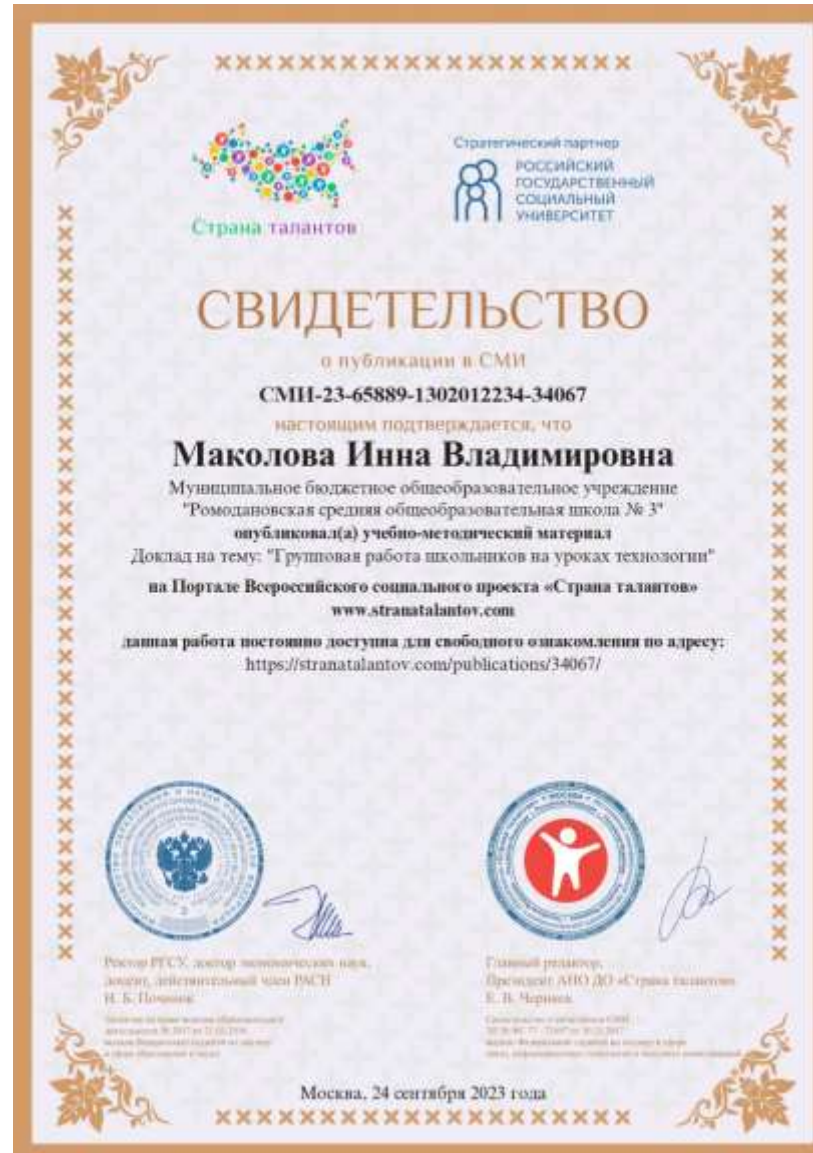 Страна талантов
Стратегический партнер
РОССИЙСКИЙ
ГОСУДАРСТВЕННЫЙ
СОЦИАЛЬНЫЙ
УНИВЕРСИТЕТ
СВИДЕТЕЛЬСТВО
о публикации в СМИ
СМИ-23-65889-1302012234-34067
настоящим подтверждается, что
Маколова Инна Владимировна
Муниципальное бюджетное общеобразовательное учреждение
"Ромодановская средняя общеобразовательная школа № 3"
опубликовал(а) учебно-методический материал
Доклад на тему: "Групповая работа школьников на уроках технологии"
на Портале Всероссийского социального проекта «Страна талантов»
www.stranatalantov.com
данная работа постоянно доступна для свободного ознакомления по адресу:
https://stranatalantov.com/publications/34067/
Ректор РГСУ, доктор экономических наук,
доцент, действительный член РАСН
Н. Б. Починок
Главный редактор,
Президент АНО ДО «Страна талантов»
Е. В. Черняк
Москва, 24 сентября 2023 года